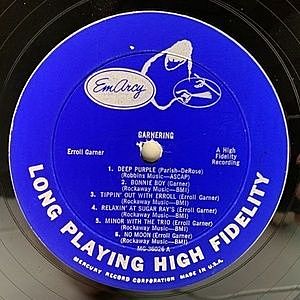 EmArcy
GARNERING
Erroll Garner
A High
Fidelity
Recording
1. DEEP PURPLE (Parish-DeRose)
(Robbins Music—ASCAP)
2. BONNIE BOY (Garner)
(Rockaway Music—BMI)
3. TIPPIN' OUT WITH ERROLL (Erroll Garner)
(Rockaway Music—BMI)
4. RELAXIN' AT SUGAR RAY'S (Erroll Garner)
(Rockaway Music—BMI)
5. MINOR WITH THE TRIO (Erroll Garner)
(Rockaway Music—BMI)
6. NO MOON (Erroll Garner)
(Rockaway Music—BMI)
MG-36026 A
LONG PLAYING HIGH FIDELITY
MERCURY RECORD CORPORATION MADE IN U.S.A.